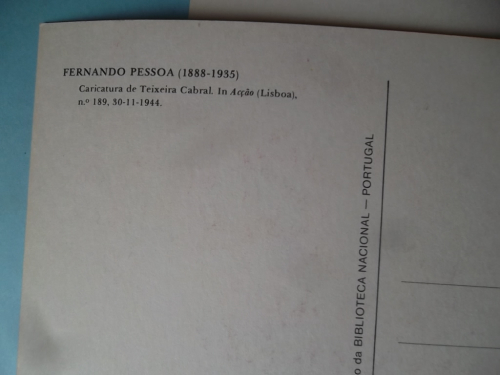 FERNANDO PESSOA (1888-1935)
Caricatura de Teixeira Cabral. In Acção (Lisboa),
n.º 189, 30-11-1944.
da BIBLIOTECA NACIONAL — PORTUGAL